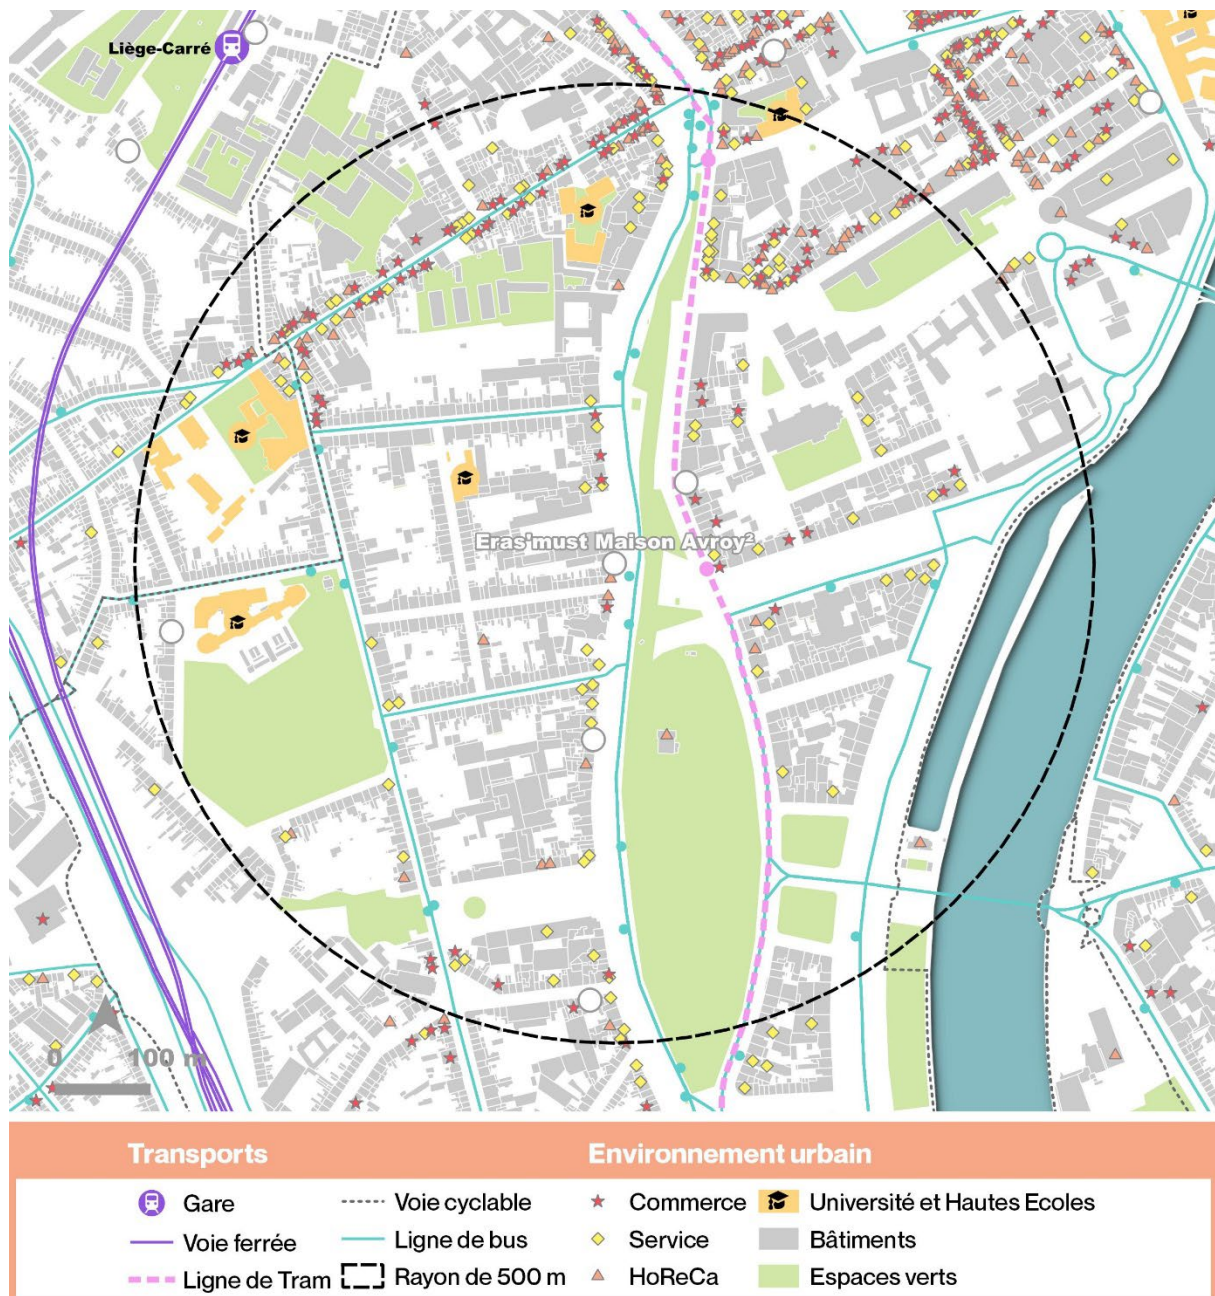 Liège-Carré
Eras'must Maison Avroy²
0 100 m
Transports
Environnement urbain
Gare
Voie cyclable
Commerce
Université et Hautes Ecoles
Voie ferrée
Ligne de bus
Service
Bâtiments
Ligne de Tram
Rayon de 500 m
HoReCa
Espaces verts